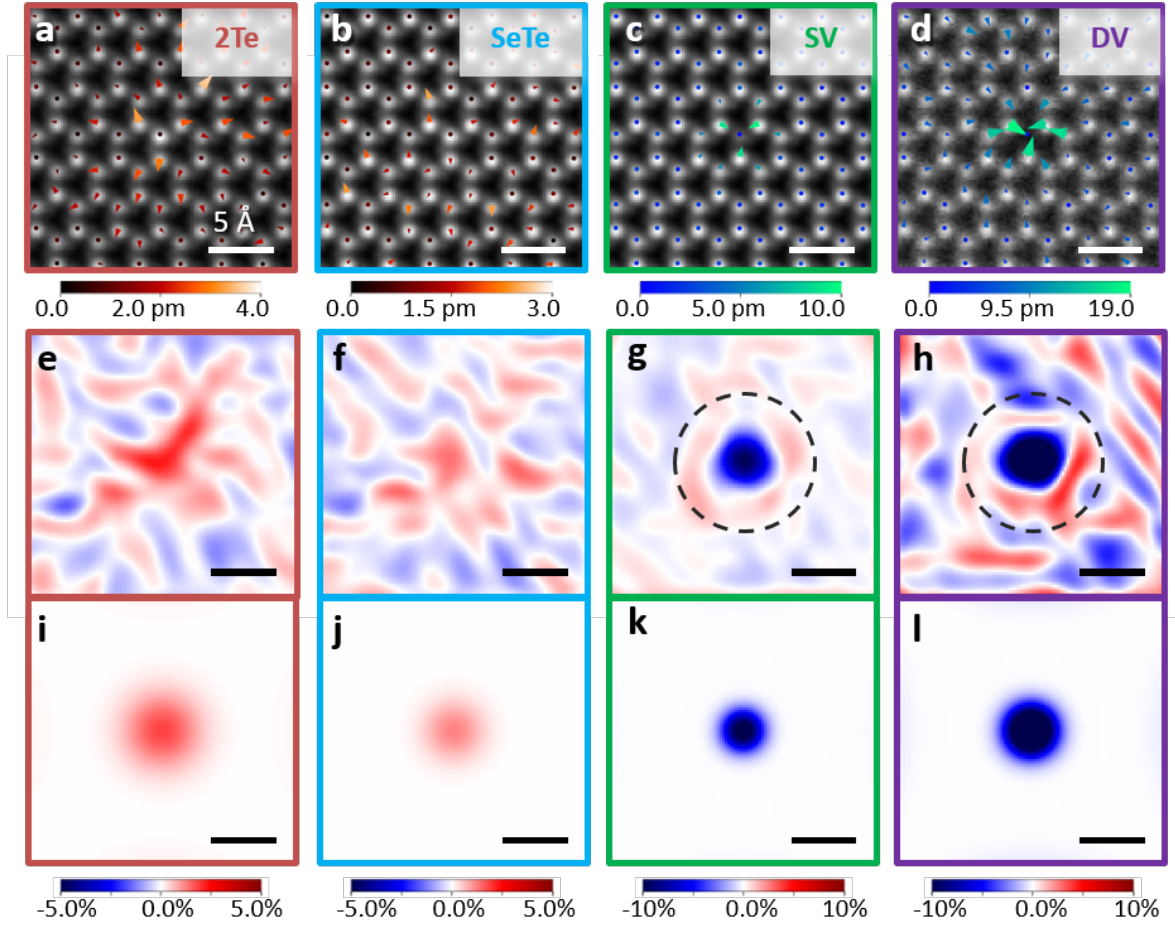 a 2Te
b SeTe
c SV
d DV
5 Å
0.0 2.0 pm 4.0
0.0 1.5 pm 3.0
0.0 5.0 pm 10.0
0.0 9.5 pm 19.0
e
f
g
h
i
j
k
l
-5.0% 0.0% 5.0%
-5.0% 0.0% 5.0%
-10% 0.0% 10%
-10% 0.0% 10%